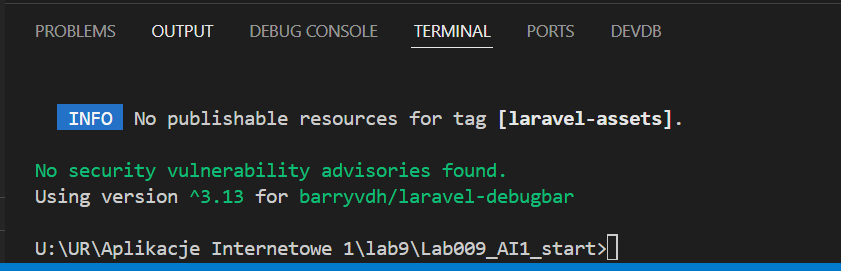 PROBLEMS OUTPUT DEBUG CONSOLE TERMINAL PORTS DEVDB
INFO No publishable resources for tag [laravel-assets].
No security vulnerability advisories found.
Using version ^3.13 for barryvdh/laravel-debugbar
U:\UR\Aplikacje Internetowe 1\lab9\Lab009_AI1_start>